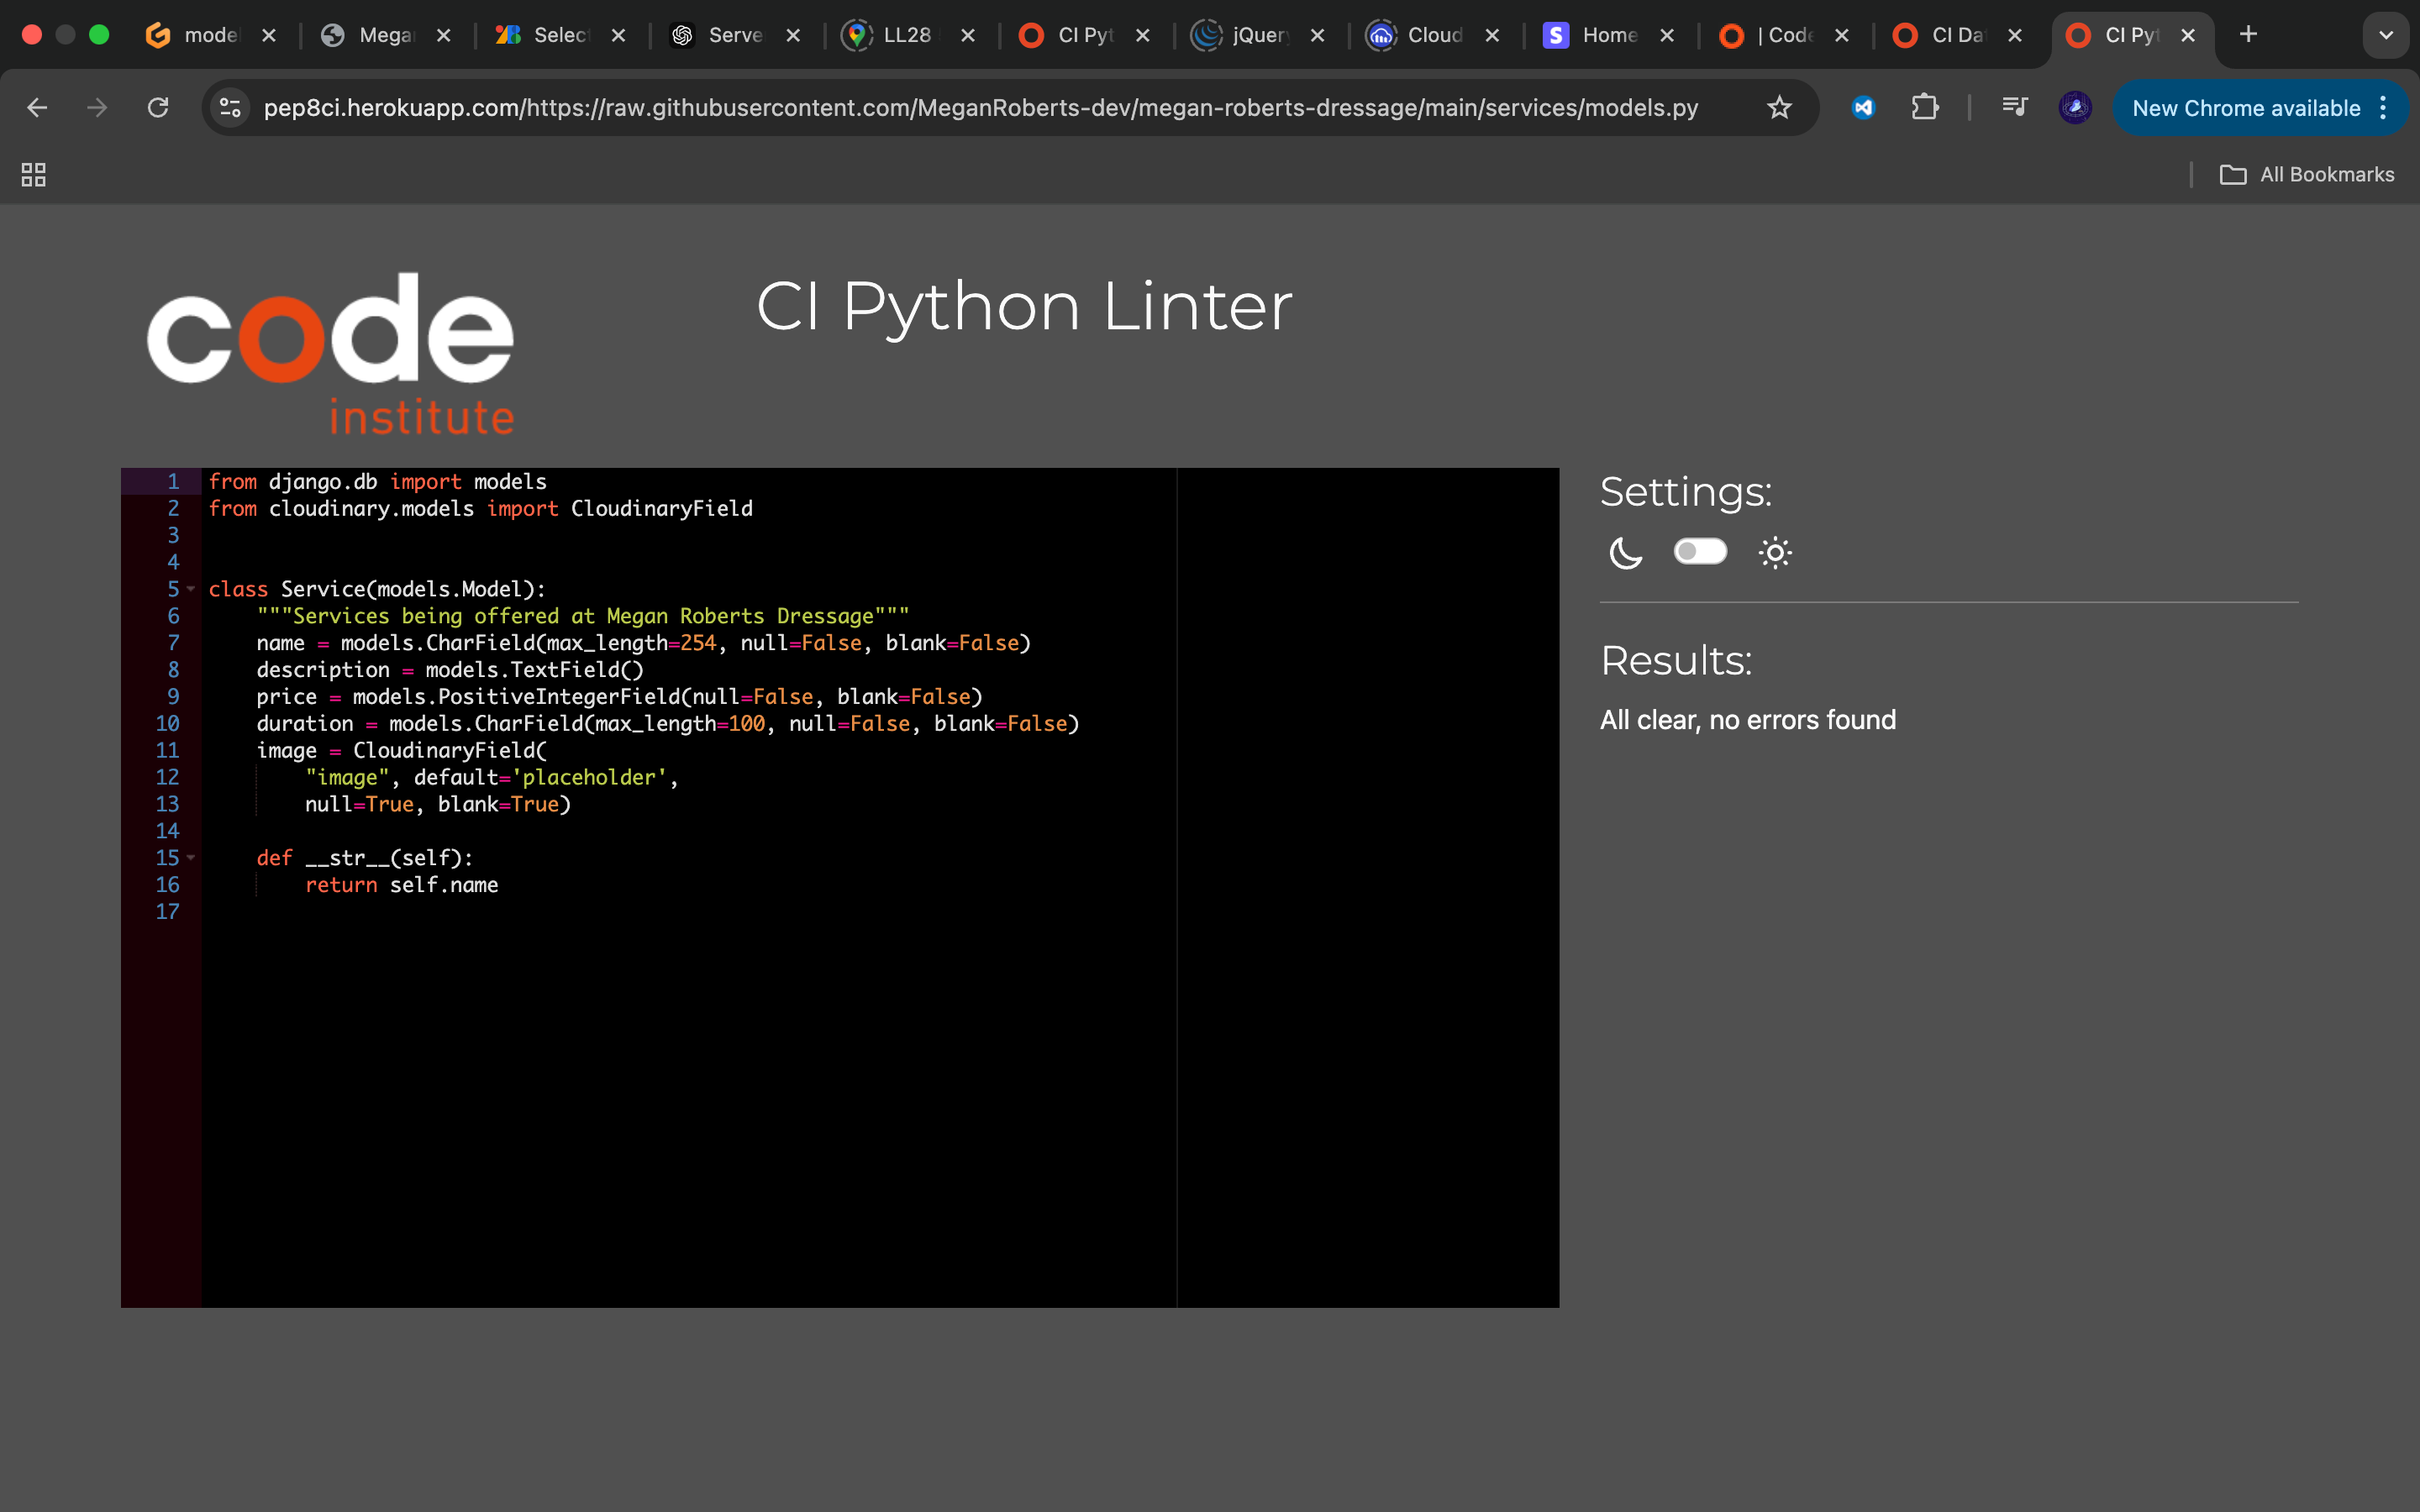 mode Mega Selec Serve LL28 CI Pyt jQuer Cloud Home | Code CI Da CI Pyt
pep8ci.herokuapp.com/https://raw.githubusercontent.com/MeganRoberts-dev/megan-roberts-dressage/main/services/models.py
New Chrome available
All Bookmarks
code
institute
CI Python Linter
1 from django.db import models
2 from cloudinary.models import CloudinaryField
3
4
5 class Service(models.Model):
6 """Services being offered at Megan Roberts Dressage"""
7 name = models.CharField(max_length=254, null=False, blank=False)
8 description = models.TextField()
9 price = models.PositiveIntegerField(null=False, blank=False)
10 duration = models.CharField(max_length=100, null=False, blank=False)
11 image = CloudinaryField(
12 "image", default='placeholder',
13 null=True, blank=True)
14
15 def __str__(self):
16 return self.name
17
Settings:
Results:
All clear, no errors found